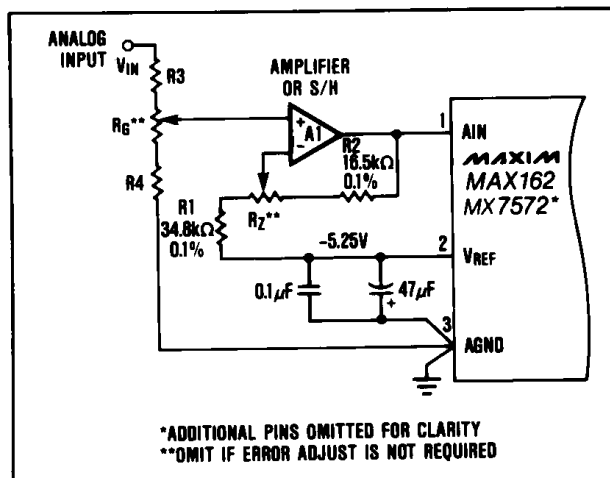 ANALOG
INPUT VIN
R3
RG**
R4
AMPLIFIER
OR S/H
+
A1
−
R2
16.5kΩ
0.1%
R1
34.8kΩ
0.1%
RZ**
-5.25V
0.1μF
47μF
+
1 AIN
MAXIM
MAX162
MX7572*
2 VREF
3 AGND
*ADDITIONAL PINS OMITTED FOR CLARITY
**OMIT IF ERROR ADJUST IS NOT REQUIRED